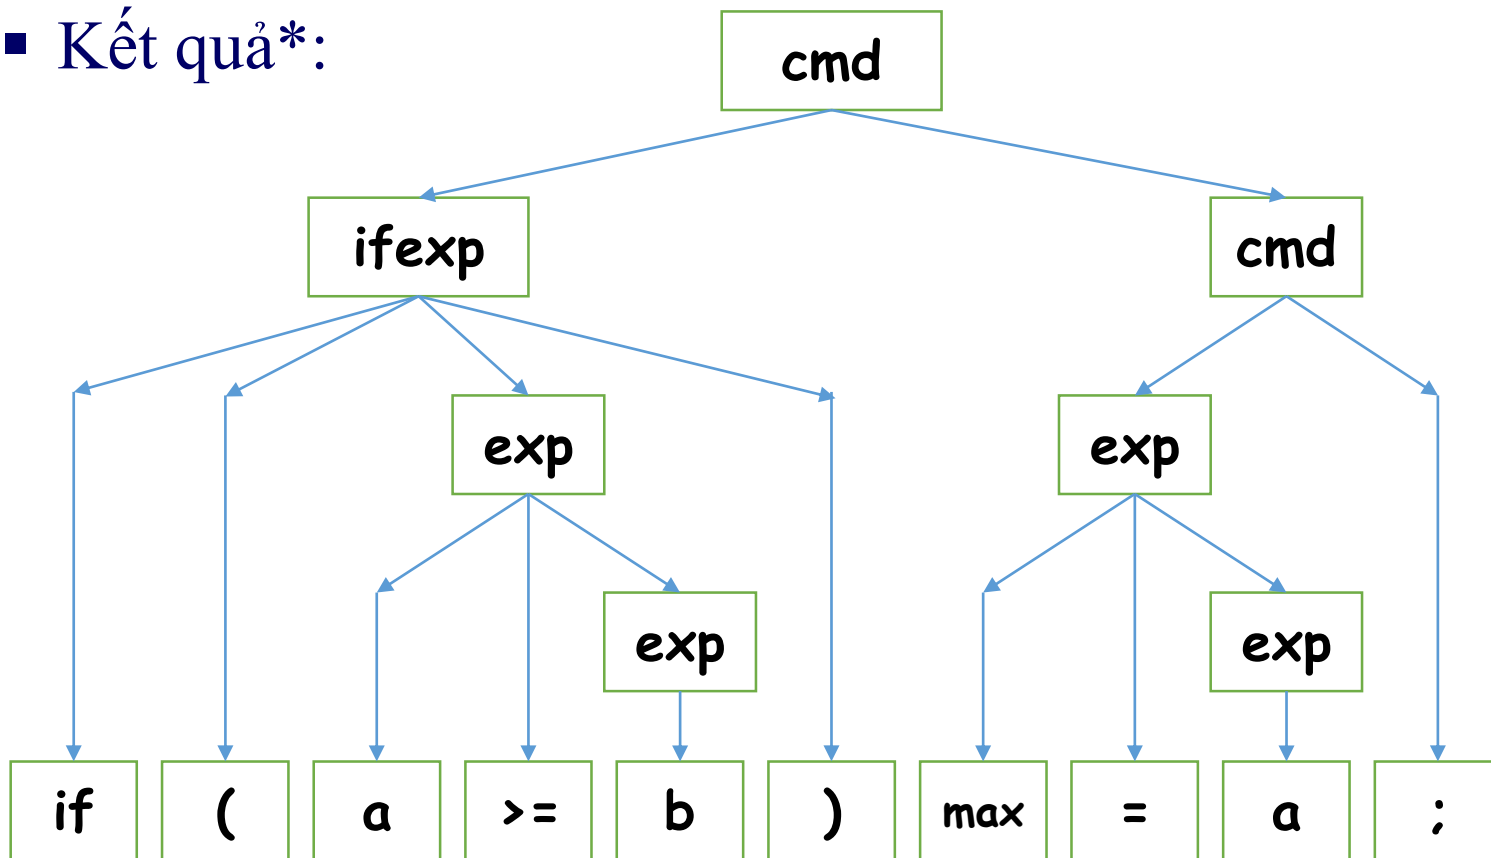 ▪ Kết quả*:
cmd
ifexp cmd
exp exp
exp exp
if ( a >= b ) max = a ;